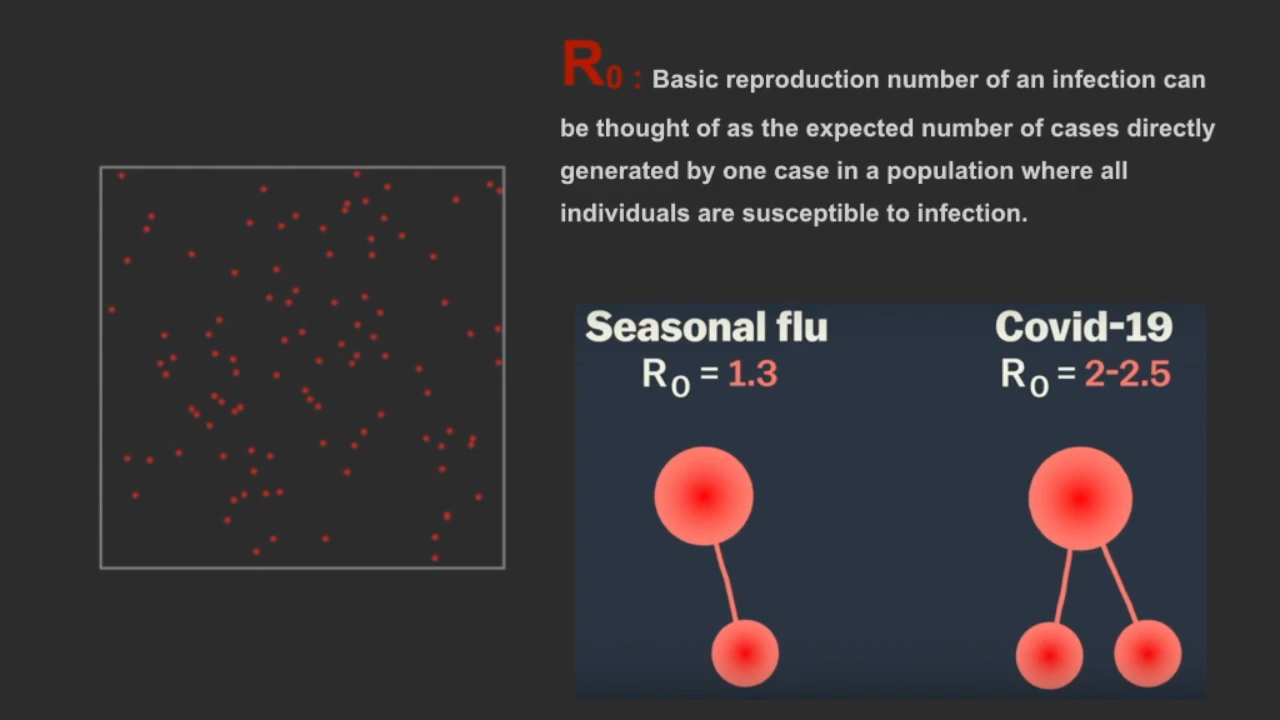 R₀ : Basic reproduction number of an infection can
be thought of as the expected number of cases directly
generated by one case in a population where all
individuals are susceptible to infection.
Seasonal flu
R₀ = 1.3
Covid-19
R₀ = 2-2.5